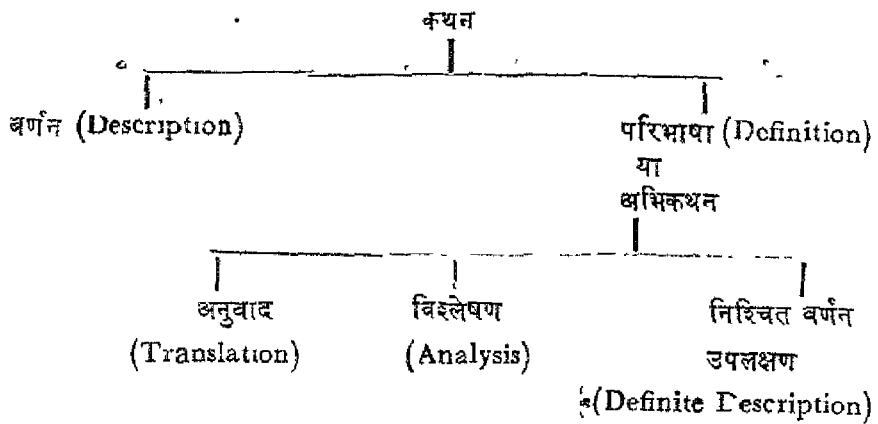 कथन
वर्णन (Description) परिभाषा (Definition)
या
अभिकथन
अनुवाद विश्लेषण निश्चित वर्णन
(Translation) (Analysis) उपलक्षण
(Definite Description)